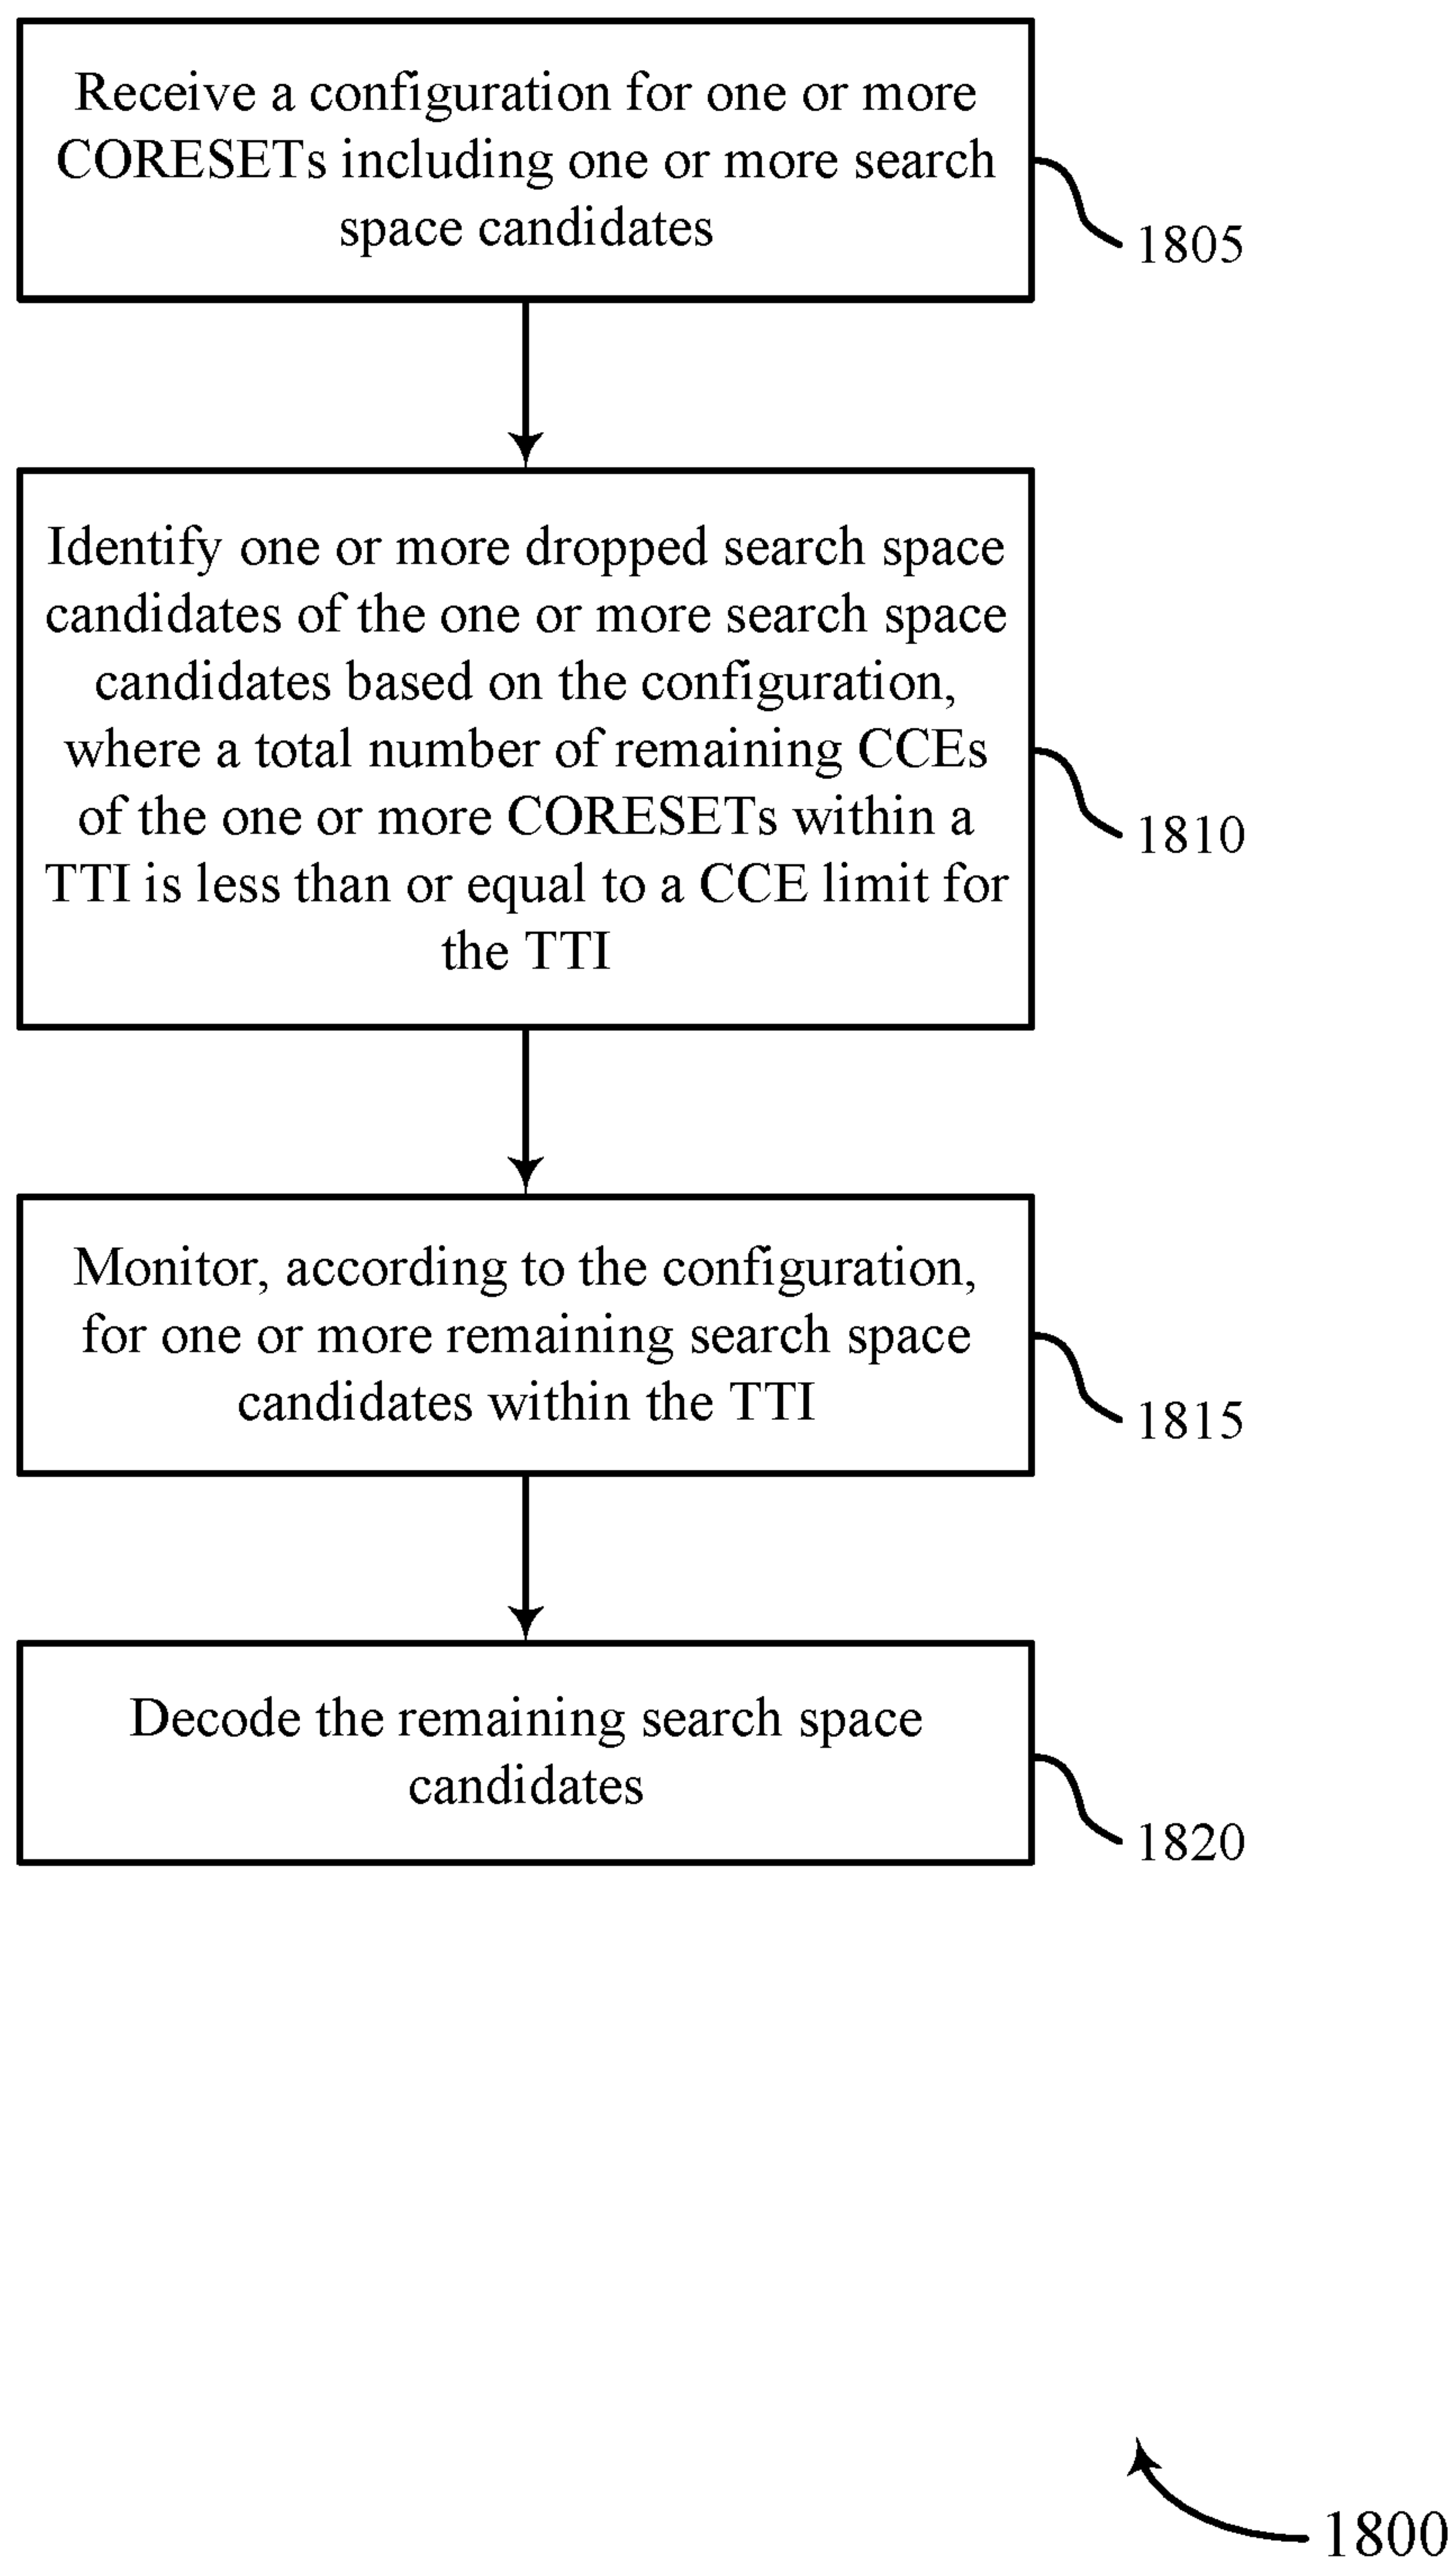 Receive a configuration for one or more
CORESETs including one or more search
space candidates
1805
Identify one or more dropped search space
candidates of the one or more search space
candidates based on the configuration,
where a total number of remaining CCEs
of the one or more CORESETs within a
TTI is less than or equal to a CCE limit for
the TTI
1810
Monitor, according to the configuration,
for one or more remaining search space
candidates within the TTI
1815
Decode the remaining search space
candidates
1820
1800